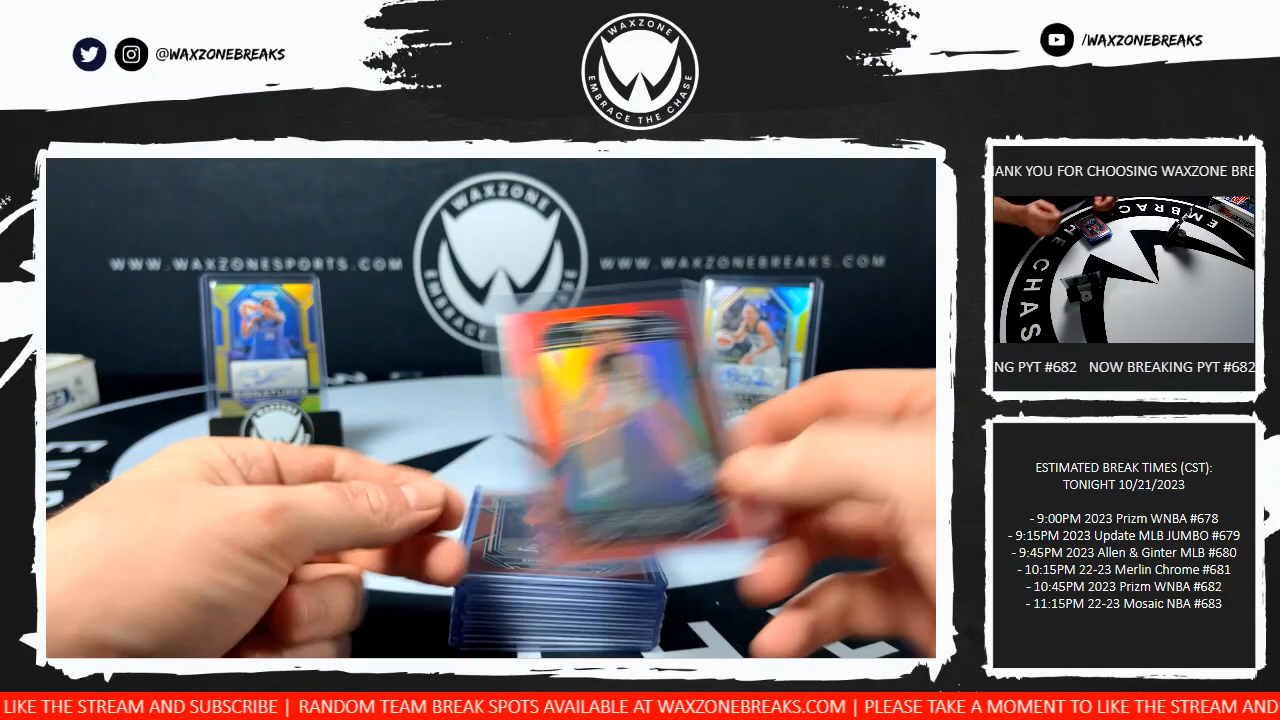 @WAXZONEBREAKS
WAXZONE
EMBRACE THE CHASE
/WAXZONEBREAKS
WAXZONE
EMBRACE
WWW.WAXZONESPORTS.COM
WWW.WAXZONEBREAKS.COM
SIGNATURES
ANK YOU FOR CHOOSING WAXZONE BRE
EMBRAC
THE CHAS
NG PYT #682 NOW BREAKING PYT #682
ESTIMATED BREAK TIMES (CST):
TONIGHT 10/21/2023
- 9:00PM 2023 Prizm WNBA #678
- 9:15PM 2023 Update MLB JUMBO #679
- 9:45PM 2023 Allen & Ginter MLB #680
- 10:15PM 22-23 Merlin Chrome #681
- 10:45PM 2023 Prizm WNBA #682
- 11:15PM 22-23 Mosaic NBA #683
LIKE THE STREAM AND SUBSCRIBE | RANDOM TEAM BREAK SPOTS AVAILABLE AT WAXZONEBREAKS.COM | PLEASE TAKE A MOMENT TO LIKE THE STREAM AND